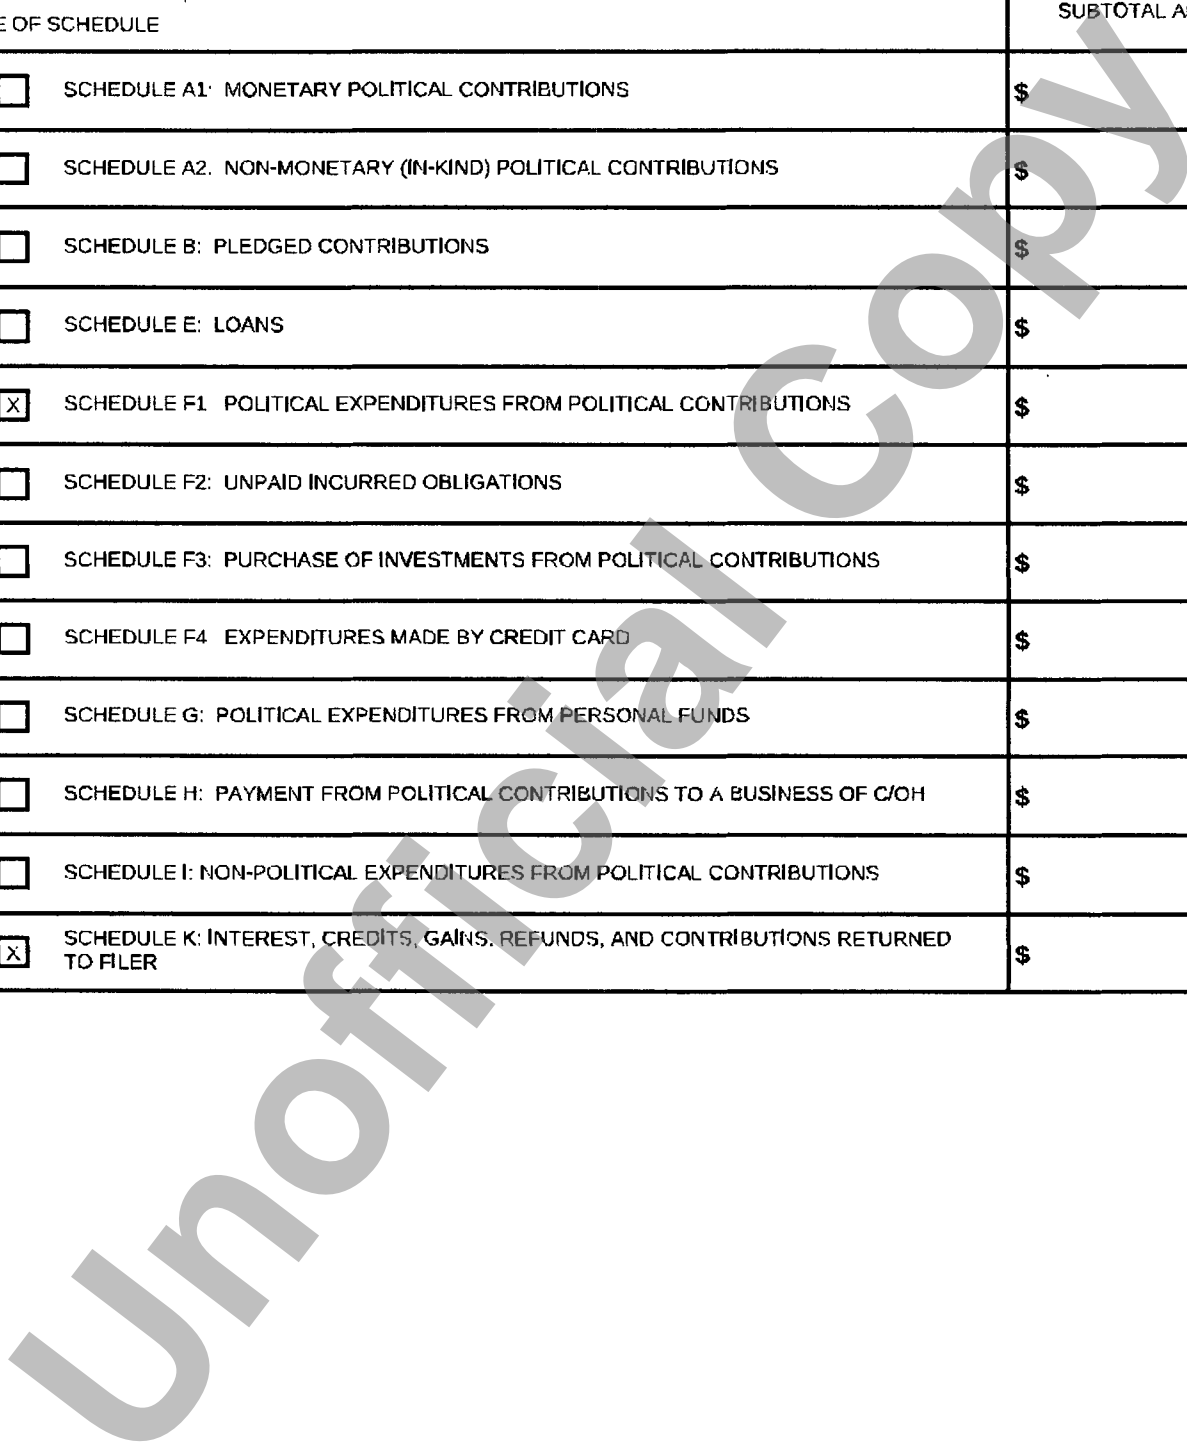 E OF SCHEDULE
SUBTOTAL A
SCHEDULE A1: MONETARY POLITICAL CONTRIBUTIONS $
SCHEDULE A2. NON-MONETARY (IN-KIND) POLITICAL CONTRIBUTIONS $
SCHEDULE B: PLEDGED CONTRIBUTIONS $
SCHEDULE E: LOANS $
X SCHEDULE F1 POLITICAL EXPENDITURES FROM POLITICAL CONTRIBUTIONS $
SCHEDULE F2: UNPAID INCURRED OBLIGATIONS $
SCHEDULE F3: PURCHASE OF INVESTMENTS FROM POLITICAL CONTRIBUTIONS $
SCHEDULE F4 EXPENDITURES MADE BY CREDIT CARD $
SCHEDULE G: POLITICAL EXPENDITURES FROM PERSONAL FUNDS $
SCHEDULE H: PAYMENT FROM POLITICAL CONTRIBUTIONS TO A BUSINESS OF C/OH $
SCHEDULE I: NON-POLITICAL EXPENDITURES FROM POLITICAL CONTRIBUTIONS $
X SCHEDULE K: INTEREST, CREDITS, GAINS. REFUNDS, AND CONTRIBUTIONS RETURNED $
TO FILER
Unofficial Copy